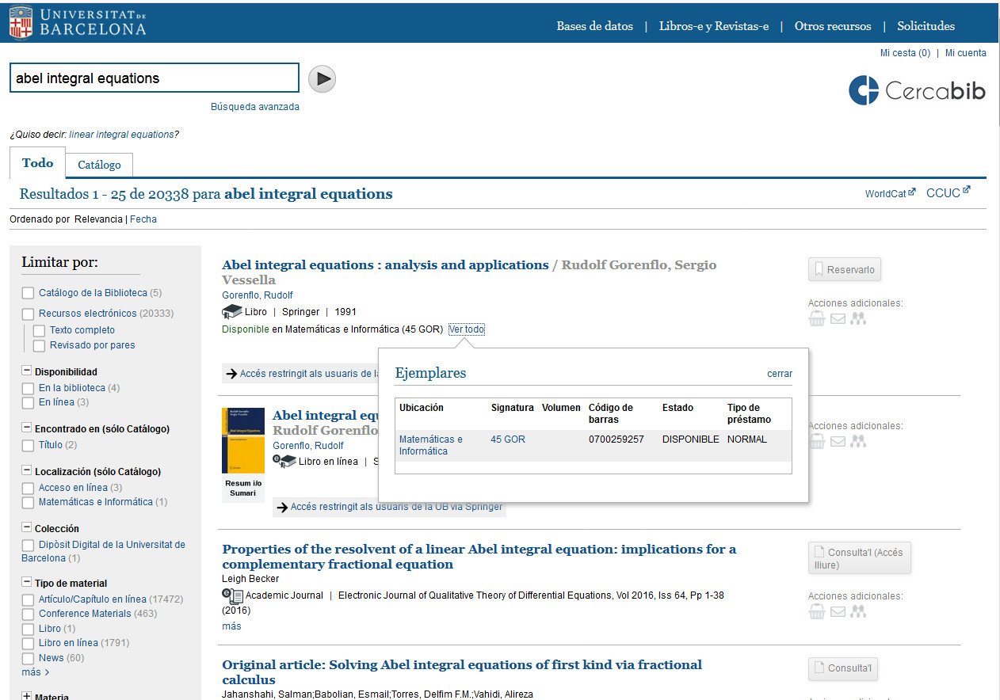 UNIVERSITAT DE
BARCELONA
Bases de datos | Libros-e y Revistas-e | Otros recursos | Solicitudes
Mi cesta (0) | Mi cuenta
abel integral equations
Cercabib
Búsqueda avanzada
¿Quiso decir: linear integral equations?
Todo
Catálogo
Resultados 1 - 25 de 20338 para abel integral equations
WorldCat CCUC
Ordenado por Relevancia | Fecha
Limitar por:
Catálogo de la Biblioteca (5)
Recursos electrónicos (20333)
Texto completo
Revisado por pares
Disponibilidad
En la biblioteca (4)
En línea (3)
Encontrado en (sólo Catálogo)
Título (2)
Localización (sólo Catálogo)
Acceso en línea (3)
Matemáticas e Informática (1)
Colección
Dipòsit Digital de la Universitat de
Barcelona (1)
Tipo de material
Artículo/Capítulo en línea (17472)
Conference Materials (463)
Libro (1)
Libro en línea (1791)
News (60)
más >
Materia
Abel integral equations : analysis and applications / Rudolf Gorenflo, Sergio
Vessella
Gorenflo, Rudolf
Libro | Springer | 1991
Disponible en Matemáticas e Informática (45 GOR) Ver todo
Reservarlo
Acciones adicionales:
Accés restringit als usuaris de la
Ejemplares
cerrar
Ubicación Signatura Volumen Código de barras Estado Tipo de préstamo
Matemáticas e Informática 45 GOR 0700259257 DISPONIBLE NORMAL
Abel integral equ
Rudolf Gorenflo
Gorenflo, Rudolf
Libro en línea | S
Resum i/o
Sumari
Accés restringit als usuaris de la UB via Springer
Acciones adicionales:
Properties of the resolvent of a linear Abel integral equation: implications for a
complementary fractional equation
Leigh Becker
Academic Journal | Electronic Journal of Qualitative Theory of Differential Equations, Vol 2016, Iss 64, Pp 1-38
(2016)
más
Consulta'l (Accés
lliure)
Acciones adicionales:
Original article: Solving Abel integral equations of first kind via fractional
calculus
Jahanshahi, Salman;Babolian, Esmail;Torres, Delfim F.M.;Vahidi, Alireza
Consulta'l